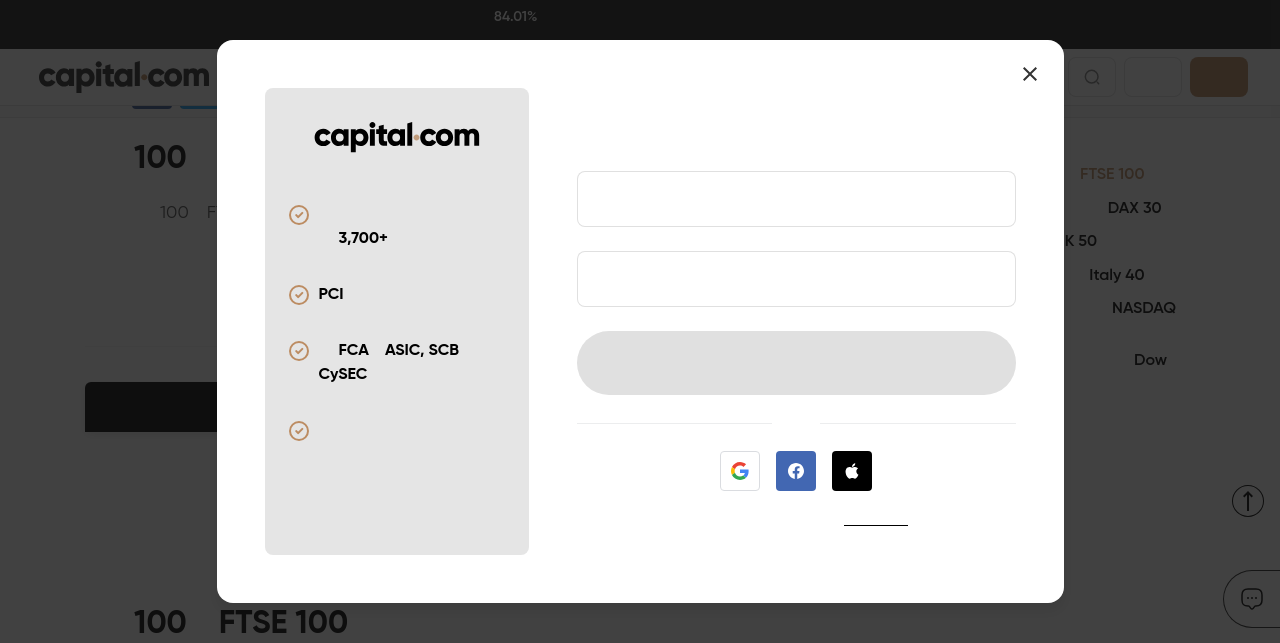 84.01%
capital.com
100
100 F
FTSE 100
DAX 30
K 50
Italy 40
NASDAQ
Dow
capital.com
3,700+
PCI
FCA ASIC, SCB
CySEC
100 FTSE 100